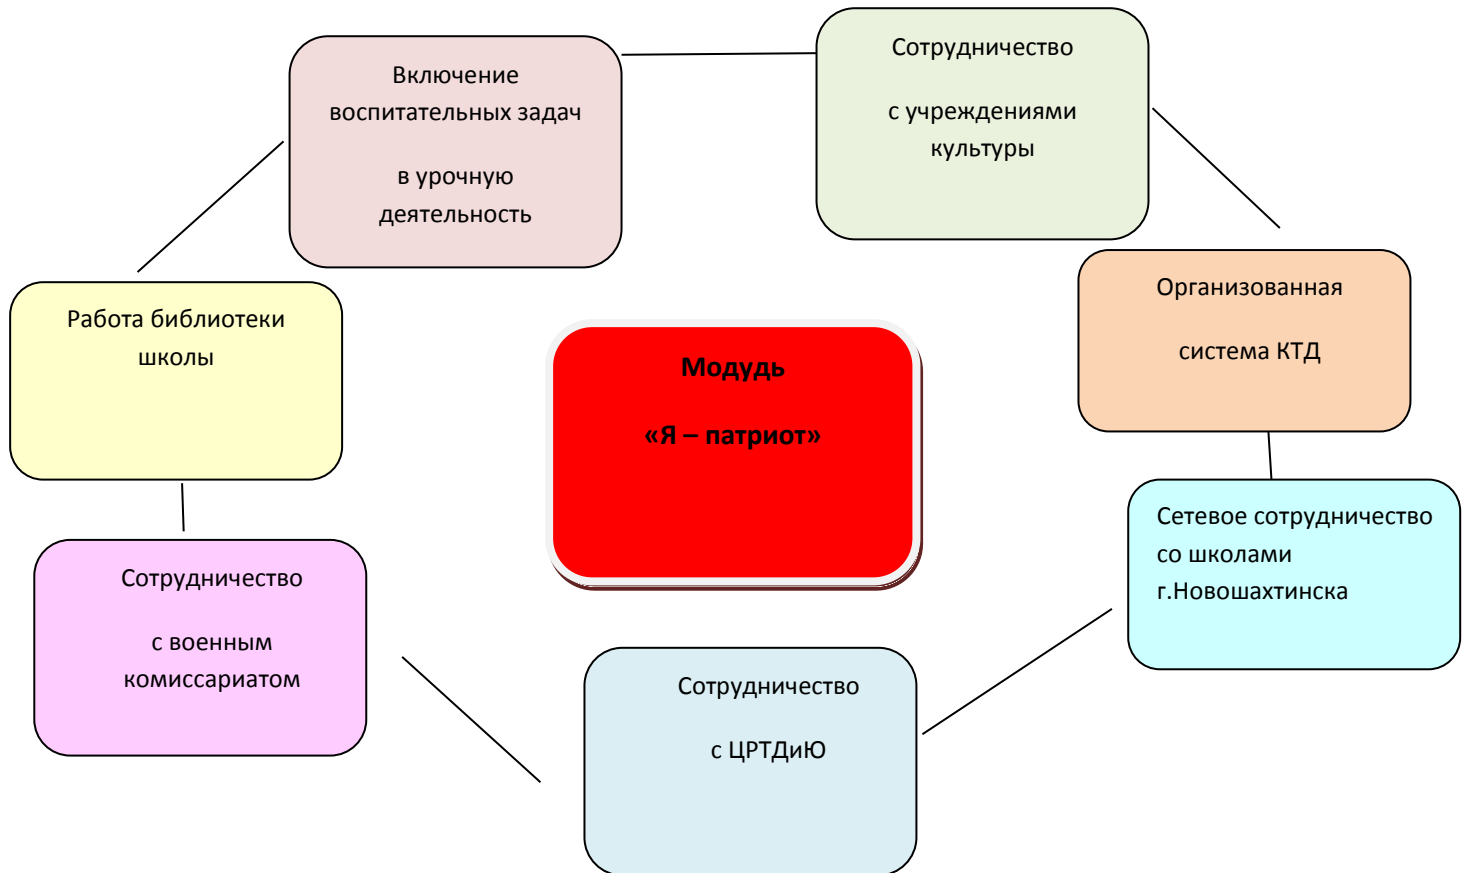 Включение
воспитательных задач
в урочную
деятельность
Сотрудничество
с учреждениями
культуры
Организованная
система КТД
Работа библиотеки
школы
Модудь
«Я – патриот»
Сетевое сотрудничество
со школами
г.Новошахтинска
Сотрудничество
с военным
комиссариатом
Сотрудничество
с ЦРТДиЮ